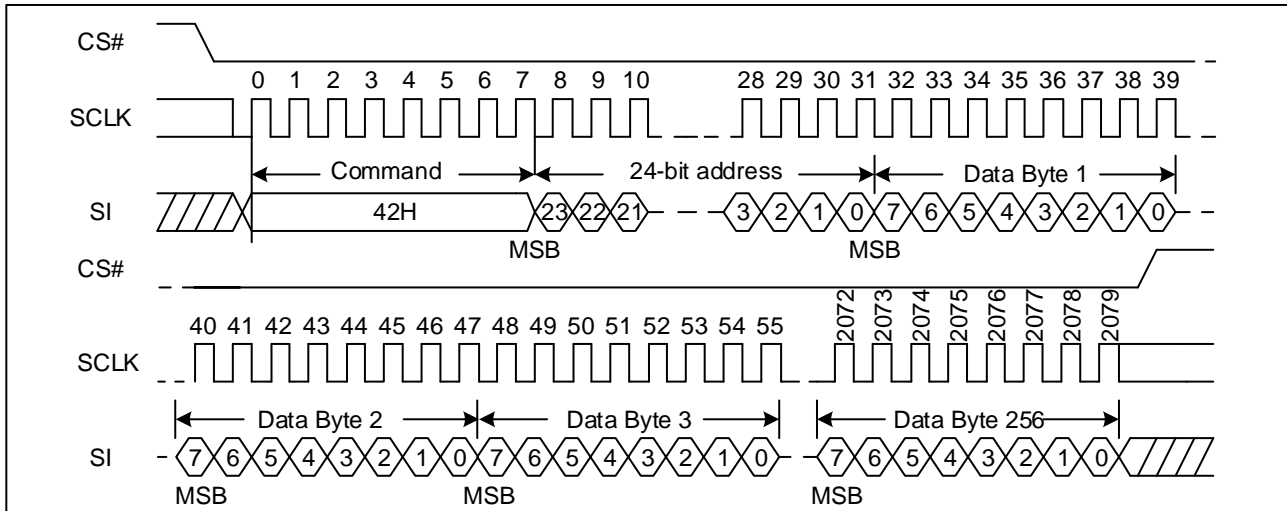 CS#
0 1 2 3 4 5 6 7 8 9 10 28 29 30 31 32 33 34 35 36 37 38 39
SCLK
Command 24-bit address Data Byte 1
SI 42H 23 22 21 3 2 1 0 7 6 5 4 3 2 1 0
MSB MSB
CS#
40 41 42 43 44 45 46 47 48 49 50 51 52 53 54 55 2072 2073 2074 2075 2076 2077 2078 2079
SCLK
Data Byte 2 Data Byte 3 Data Byte 256
SI 7 6 5 4 3 2 1 0 7 6 5 4 3 2 1 0 7 6 5 4 3 2 1 0
MSB MSB MSB